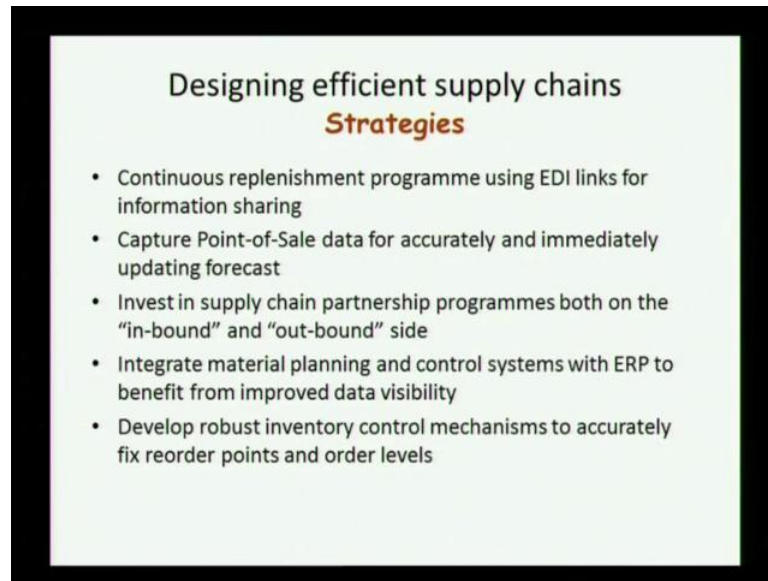 Designing efficient supply chains
Strategies
• Continuous replenishment programme using EDI links for
information sharing
• Capture Point-of-Sale data for accurately and immediately
updating forecast
• Invest in supply chain partnership programmes both on the
“in-bound” and “out-bound” side
• Integrate material planning and control systems with ERP to
benefit from improved data visibility
• Develop robust inventory control mechanisms to accurately
fix reorder points and order levels